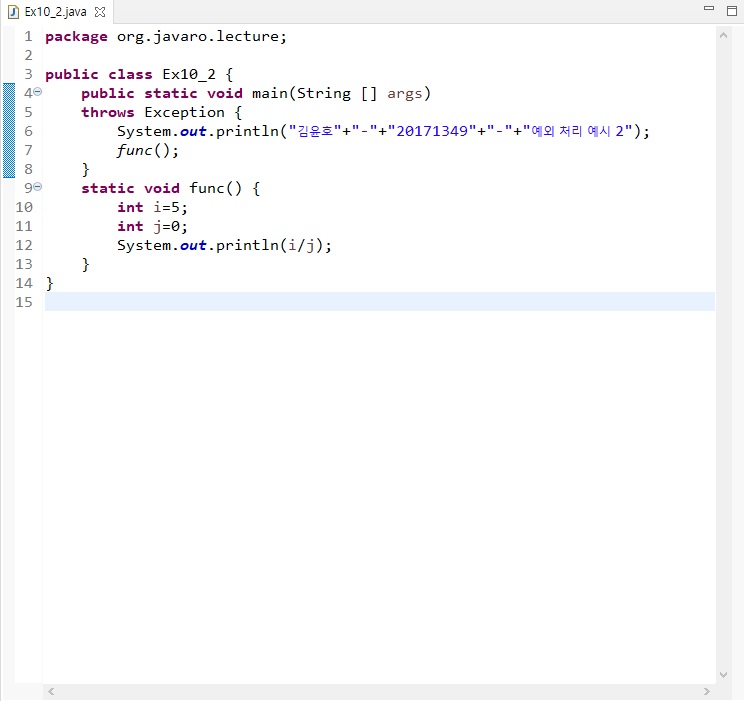 Ex10_2.java
1 package org.javaro.lecture;
2
3 public class Ex10_2 {
4 public static void main(String [] args)
5 throws Exception {
6 System.out.println("김윤호"+"-"+"20171349"+"-"+"예외 처리 예시 2");
7 func();
8 }
9 static void func() {
10 int i=5;
11 int j=0;
12 System.out.println(i/j);
13 }
14 }
15